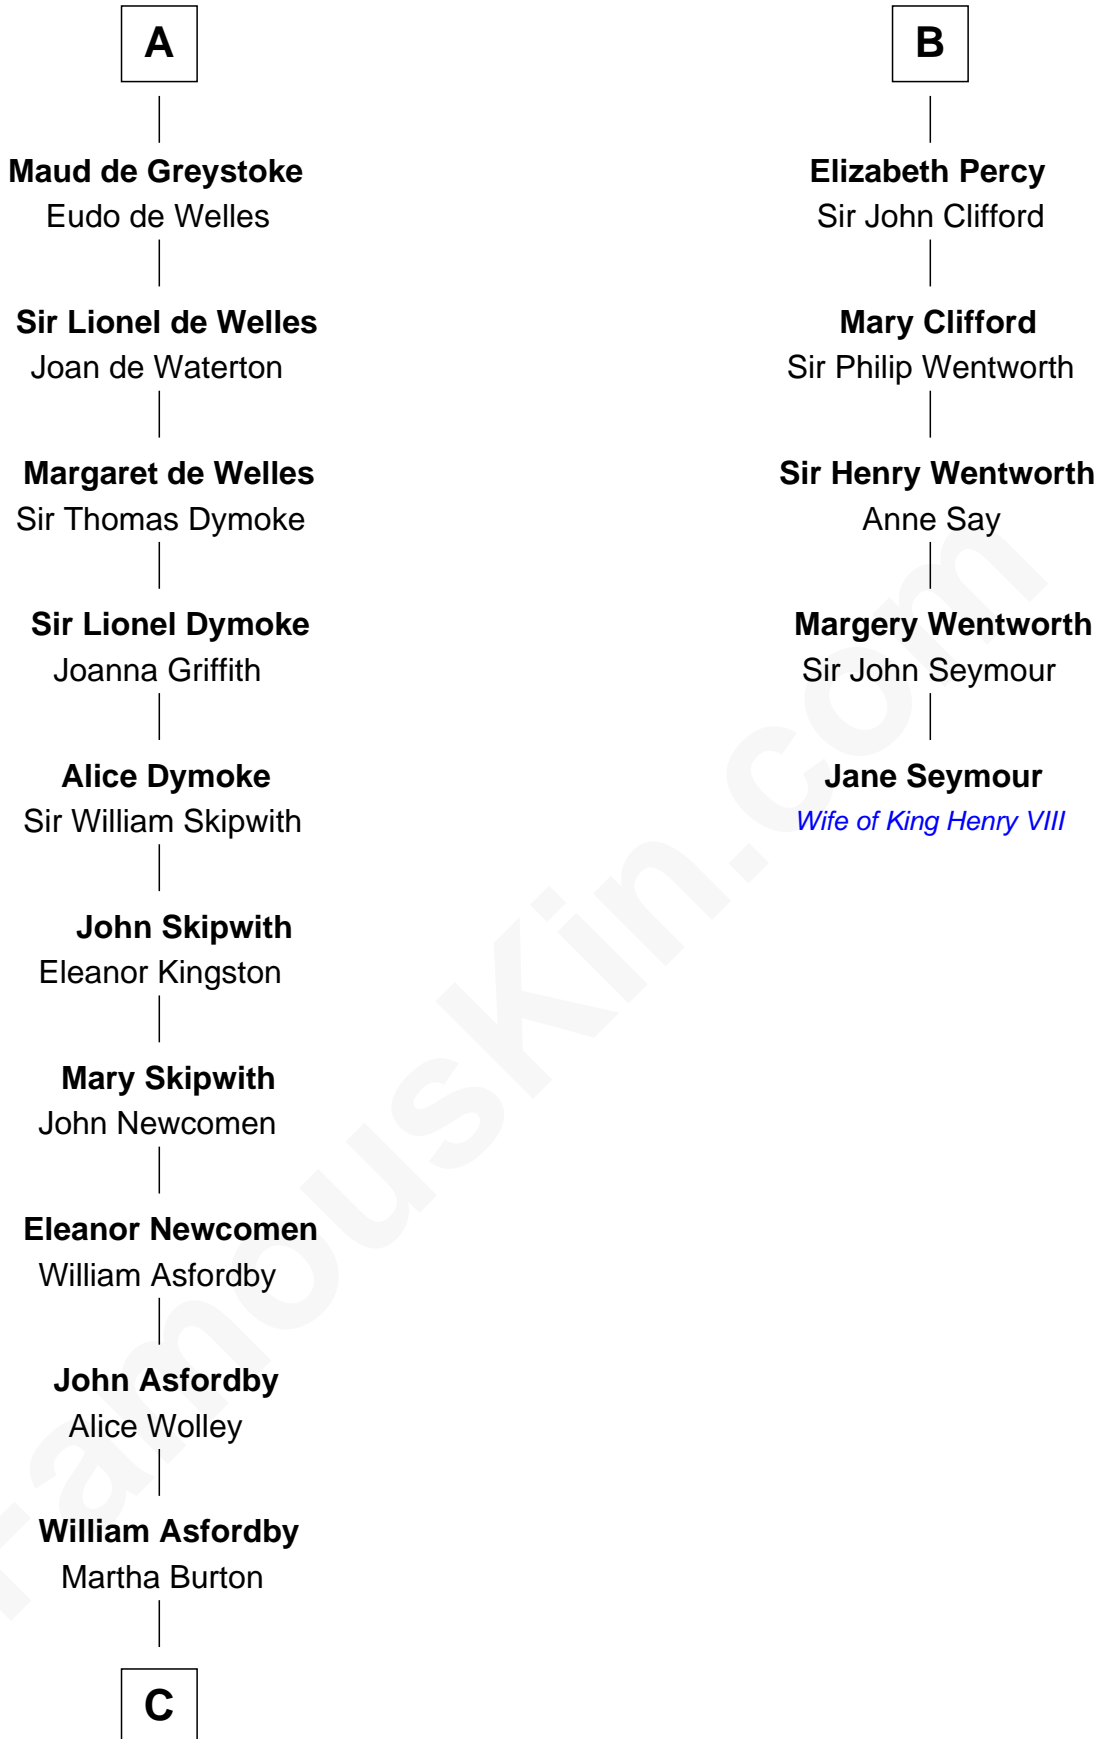 A
Maud de Greystoke
Eudo de Welles
Sir Lionel de Welles
Joan de Waterton
Margaret de Welles
Sir Thomas Dymoke
Sir Lionel Dymoke
Joanna Griffith
Alice Dymoke
Sir William Skipwith
John Skipwith
Eleanor Kingston
Mary Skipwith
John Newcomen
Eleanor Newcomen
William Asfordby
John Asfordby
Alice Wolley
William Asfordby
Martha Burton
C
B
Elizabeth Percy
Sir John Clifford
Mary Clifford
Sir Philip Wentworth
Sir Henry Wentworth
Anne Say
Margery Wentworth
Sir John Seymour
Jane Seymour
Wife of King Henry VIII
FamousKin.com